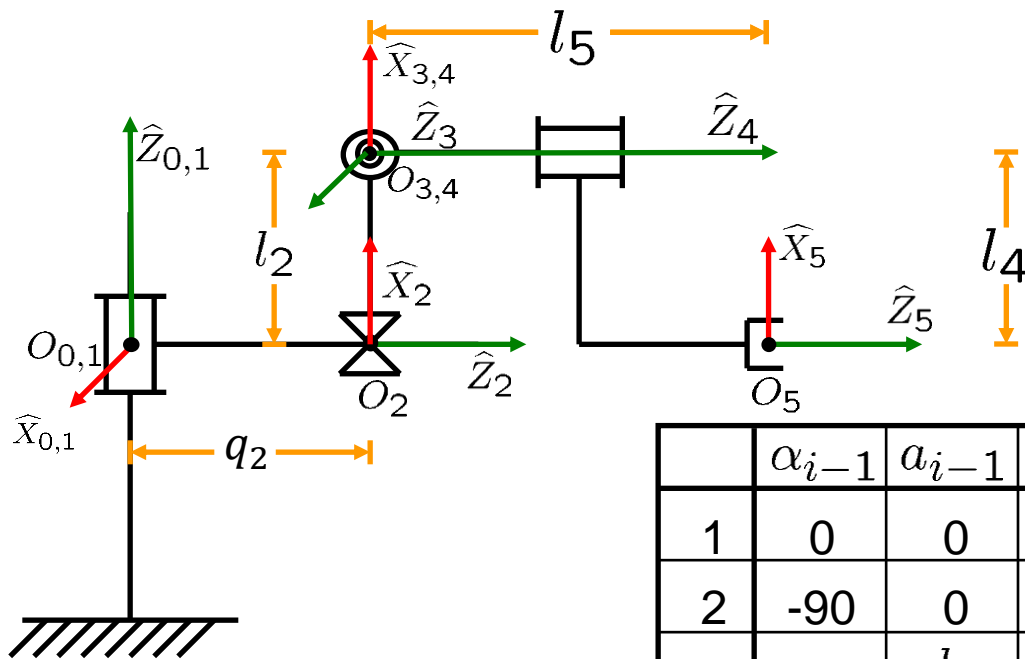 l₅
X̂₃,₄
Ẑ₀,₁
Ẑ₃
Ẑ₄
O₃,₄
l₂
X̂₂
X̂₅
l₄
O₀,₁
Ẑ₂
Ẑ₅
O₂
O₅
X̂₀,₁
q₂
αᵢ₋₁ aᵢ₋₁
1 0 0
2 -90 0